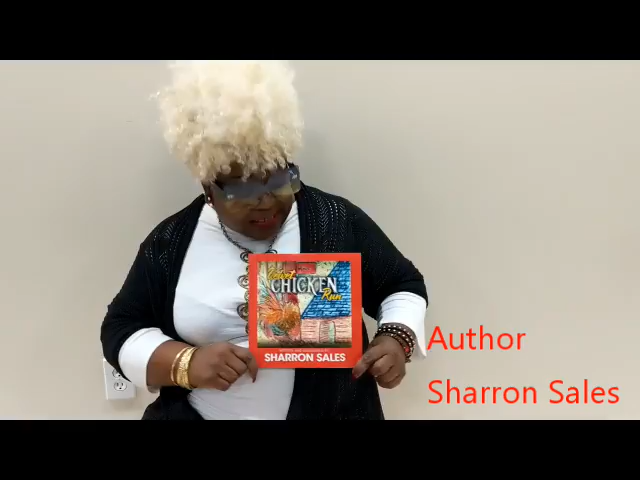 CHICKEN
Run
SHARRON SALES
Author
Sharron Sales